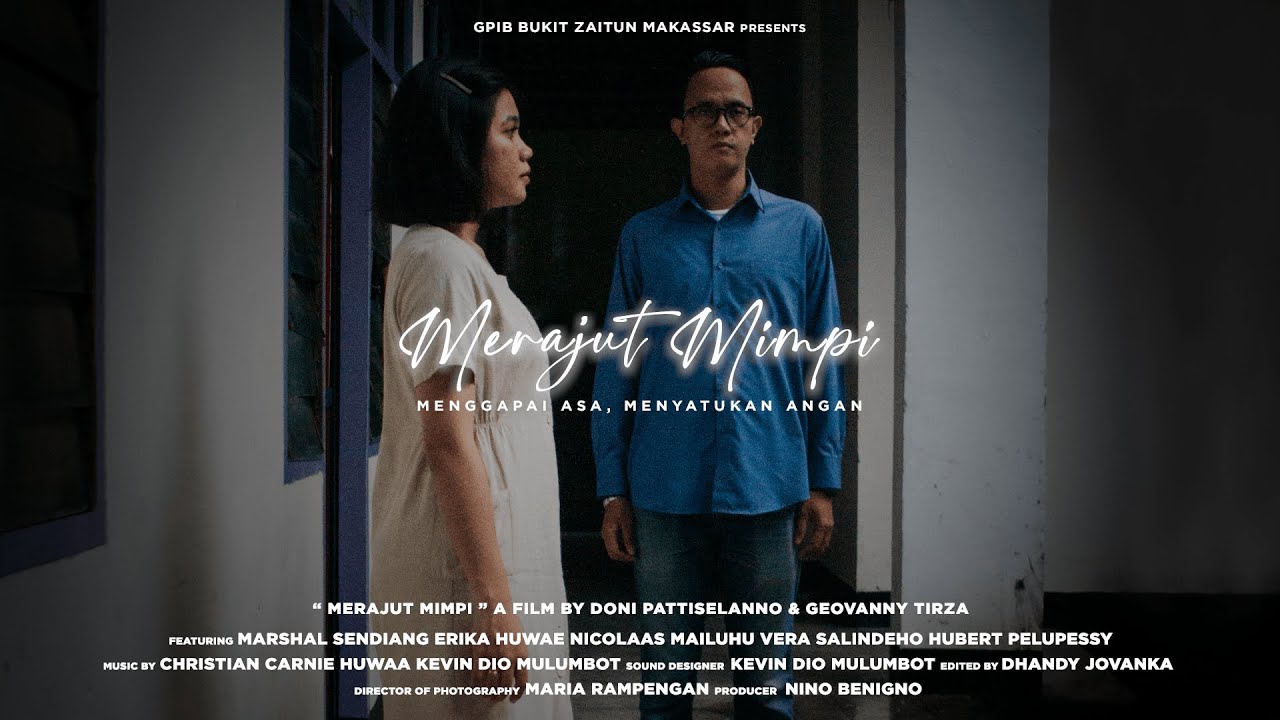 GPIB BUKIT ZAITUN MAKASSAR PRESENTS
Merajut Mimpi
MENGGAPAI ASA, MENYATUKAN ANGAN
“ MERAJUT MIMPI ” A FILM BY DONI PATTISELANNO & GEOVANNY TIRZA
FEATURING MARSHAL SENDIANG ERIKA HUWAE NICOLAAS MAILUHU VERA SALINDEHO HUBERT PELUPESSY
MUSIC BY CHRISTIAN CARNIE HUWAA KEVIN DIO MULUMBOT SOUND DESIGNER KEVIN DIO MULUMBOT EDITED BY DHANDY JOVANKA
DIRECTOR OF PHOTOGRAPHY MARIA RAMPENGAN PRODUCER NINO BENIGNO